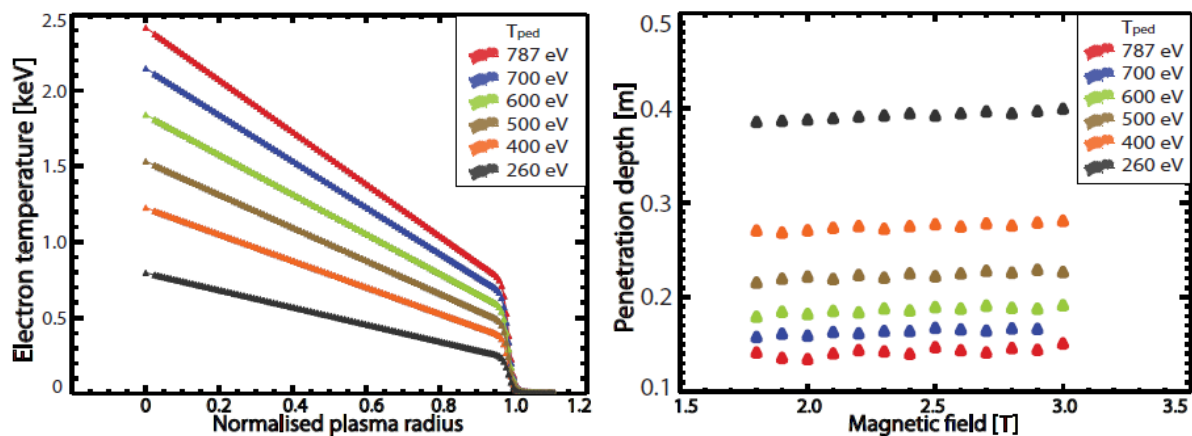 Electron temperature [keV]
2.5
2.0
1.5
1.0
0.5
0
0
0.2
0.4
0.6
0.8
1.0
1.2
Normalised plasma radius
Tped
787 eV
700 eV
600 eV
500 eV
400 eV
260 eV
Penetration depth [m]
0.5
0.4
0.3
0.2
0.1
1.5
2.0
2.5
3.0
3.5
Magnetic field [T]
Tped
787 eV
700 eV
600 eV
500 eV
400 eV
260 eV